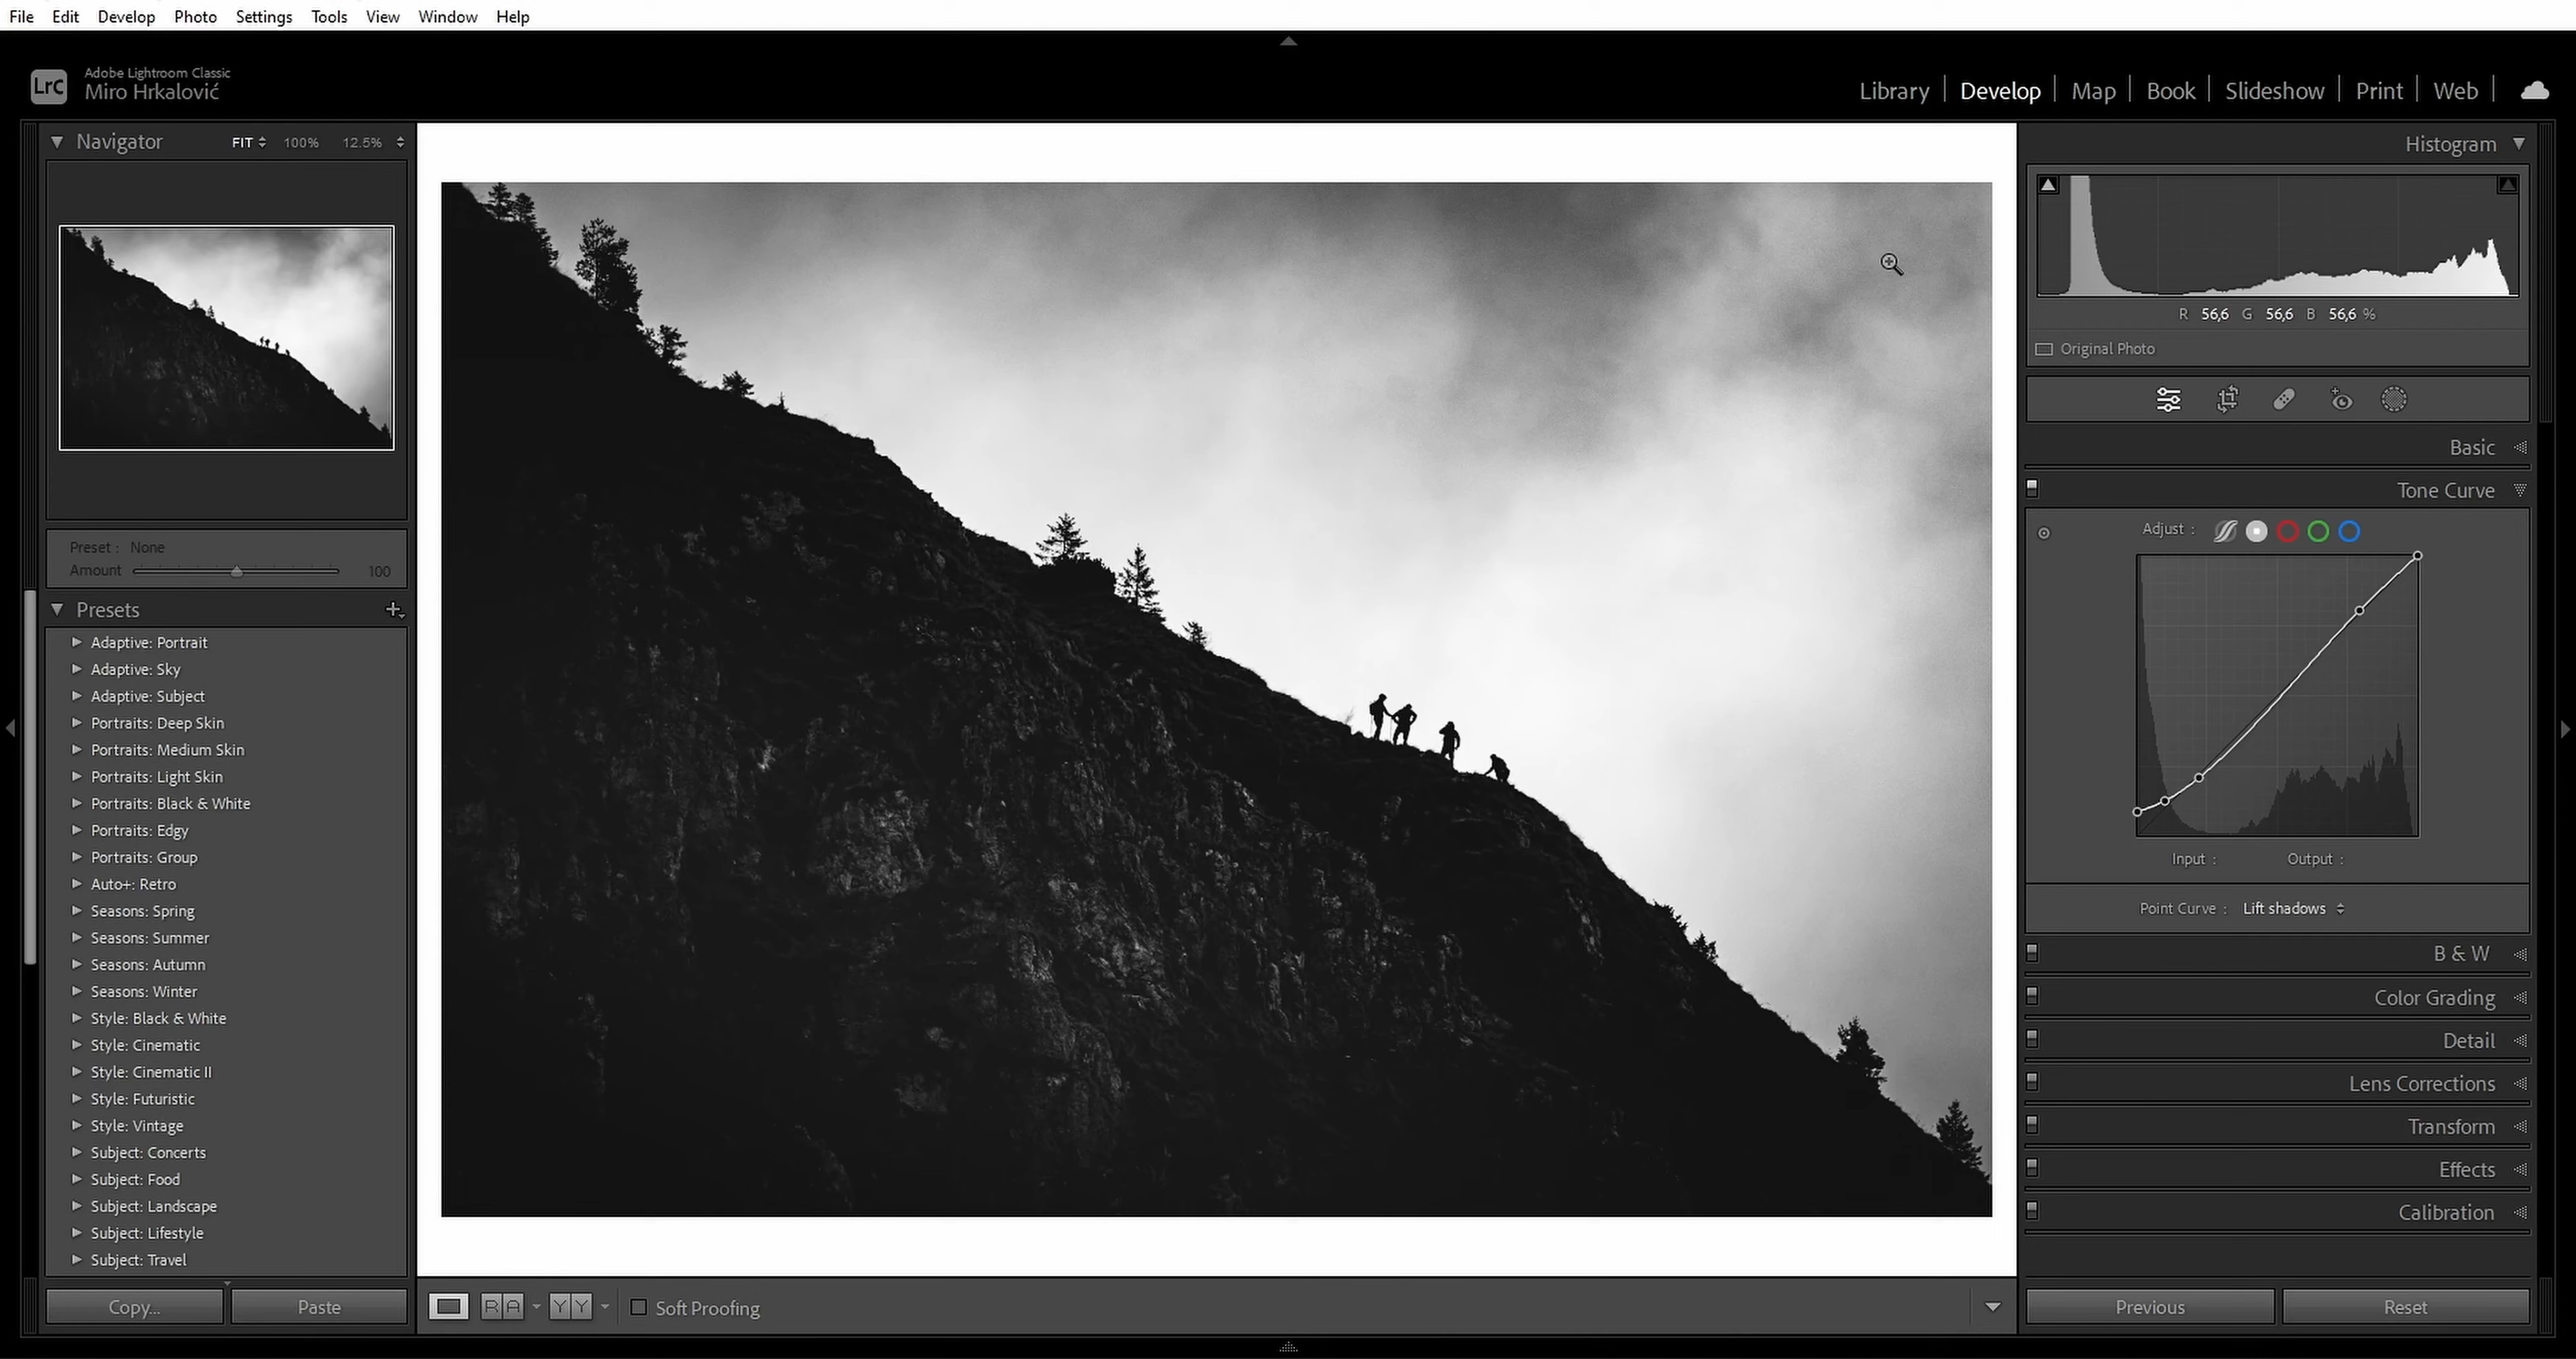 File Edit Develop Photo Settings Tools View Window Help
LrC
Adobe Lightroom Classic
Miro Hrkalović
Library Develop Map Book Slideshow Print Web
Navigator FIT 100% 12.5%
Preset : None
Amount 100
Presets
Adaptive: Portrait
Adaptive: Sky
Adaptive: Subject
Portraits: Deep Skin
Portraits: Medium Skin
Portraits: Light Skin
Portraits: Black & White
Portraits: Edgy
Portraits: Group
Auto+: Retro
Seasons: Spring
Seasons: Summer
Seasons: Autumn
Seasons: Winter
Style: Black & White
Style: Cinematic
Style: Cinematic II
Style: Futuristic
Style: Vintage
Subject: Concerts
Subject: Food
Subject: Landscape
Subject: Lifestyle
Subject: Travel
Copy... Paste
R A Y Y Soft Proofing
Histogram
R 56,6 G 56,6 B 56,6 %
Original Photo
Basic
Tone Curve
Adjust :
Input : Output :
Point Curve : Lift shadows
B & W
Color Grading
Detail
Lens Corrections
Transform
Effects
Calibration
Previous Reset